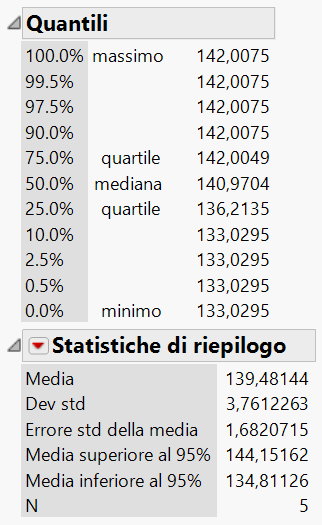 Quantili
100.0% massimo 142,0075
99.5% 142,0075
97.5% 142,0075
90.0% 142,0075
75.0% quartile 142,0049
50.0% mediana 140,9704
25.0% quartile 136,2135
10.0% 133,0295
2.5% 133,0295
0.5% 133,0295
0.0% minimo 133,0295
Statistiche di riepilogo
Media 139,48144
Dev std 3,7612263
Errore std della media 1,6820715
Media superiore al 95% 144,15162
Media inferiore al 95% 134,81126
N 5